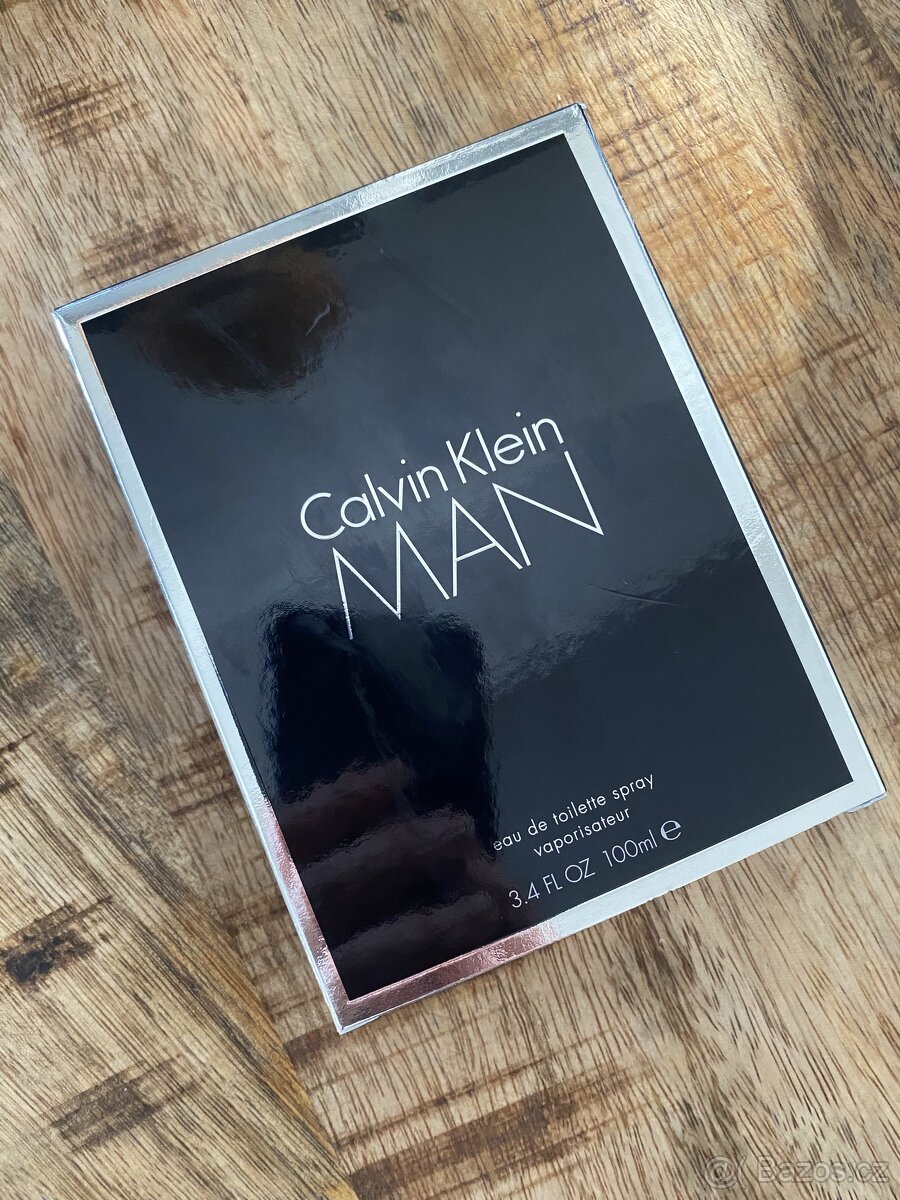 Calvin Klein
MAN
eau de toilette spray
vaporisateur
3.4 FL OZ 100ml ℮
@ Bazos.cz